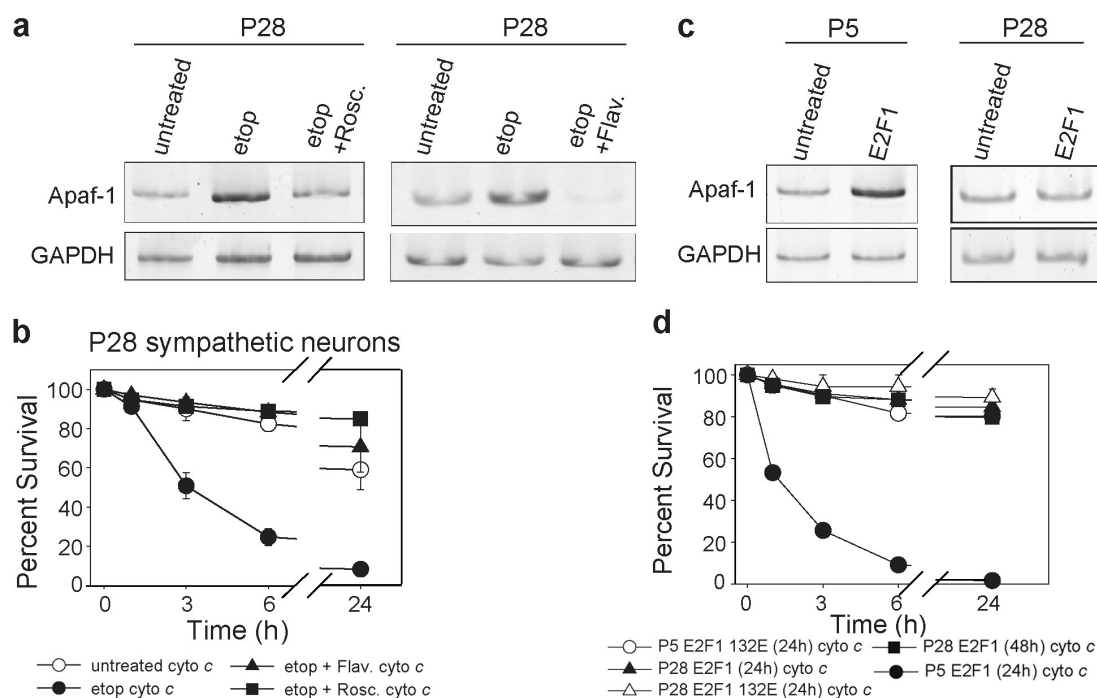 a
P28
P28
untreated
etop
etop +Rosc.
untreated
etop
etop +Flav.
Apaf-1
GAPDH
c
P5
P28
untreated
E2F1
untreated
E2F1
Apaf-1
GAPDH
b
P28 sympathetic neurons
Percent Survival
100
80
60
40
20
0
0 3 6 24
Time (h)
untreated cyto c
etop + Flav. cyto c
etop cyto c
etop + Rosc. cyto c
d
Percent Survival
100
80
60
40
20
0
0 3 6 24
Time (h)
P5 E2F1 132E (24h) cyto c
P28 E2F1 (48h) cyto c
P28 E2F1 (24h) cyto c
P5 E2F1 (24h) cyto c
P28 E2F1 132E (24h) cyto c